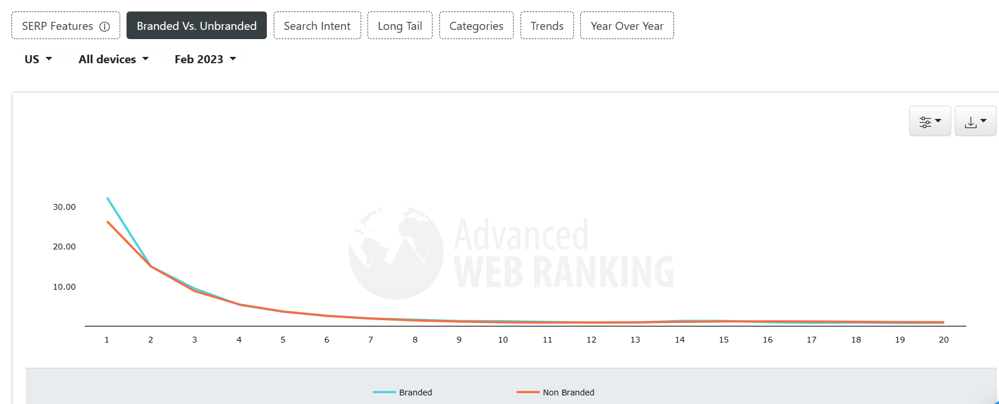 SERP Features
Branded Vs. Unbranded
Search Intent
Long Tail
Categories
Trends
Year Over Year
US
All devices
Feb 2023
30.00
20.00
10.00
Advanced
WEB RANKING
1 2 3 4 5 6 7 8 9 10 11 12 13 14 15 16 17 18 19 20
Branded
Non Branded